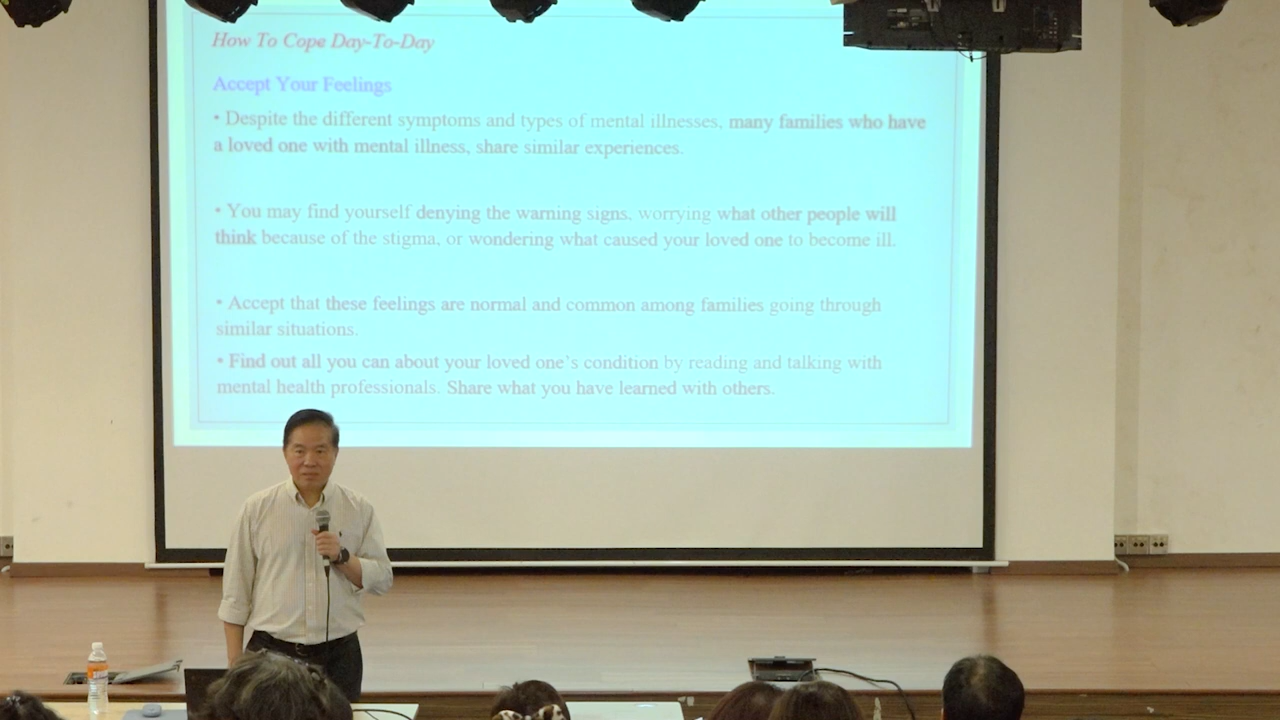 How To Cope Day-To-Day
Accept Your Feelings
• Despite the different symptoms and types of mental illnesses, many families who have
a loved one with mental illness, share similar experiences.
• You may find yourself denying the warning signs, worrying what other people will
think because of the stigma, or wondering what caused your loved one to become ill.
• Accept that these feelings are normal and common among families going through
similar situations.
• Find out all you can about your loved one's condition by reading and talking with
mental health professionals. Share what you have learned with others.